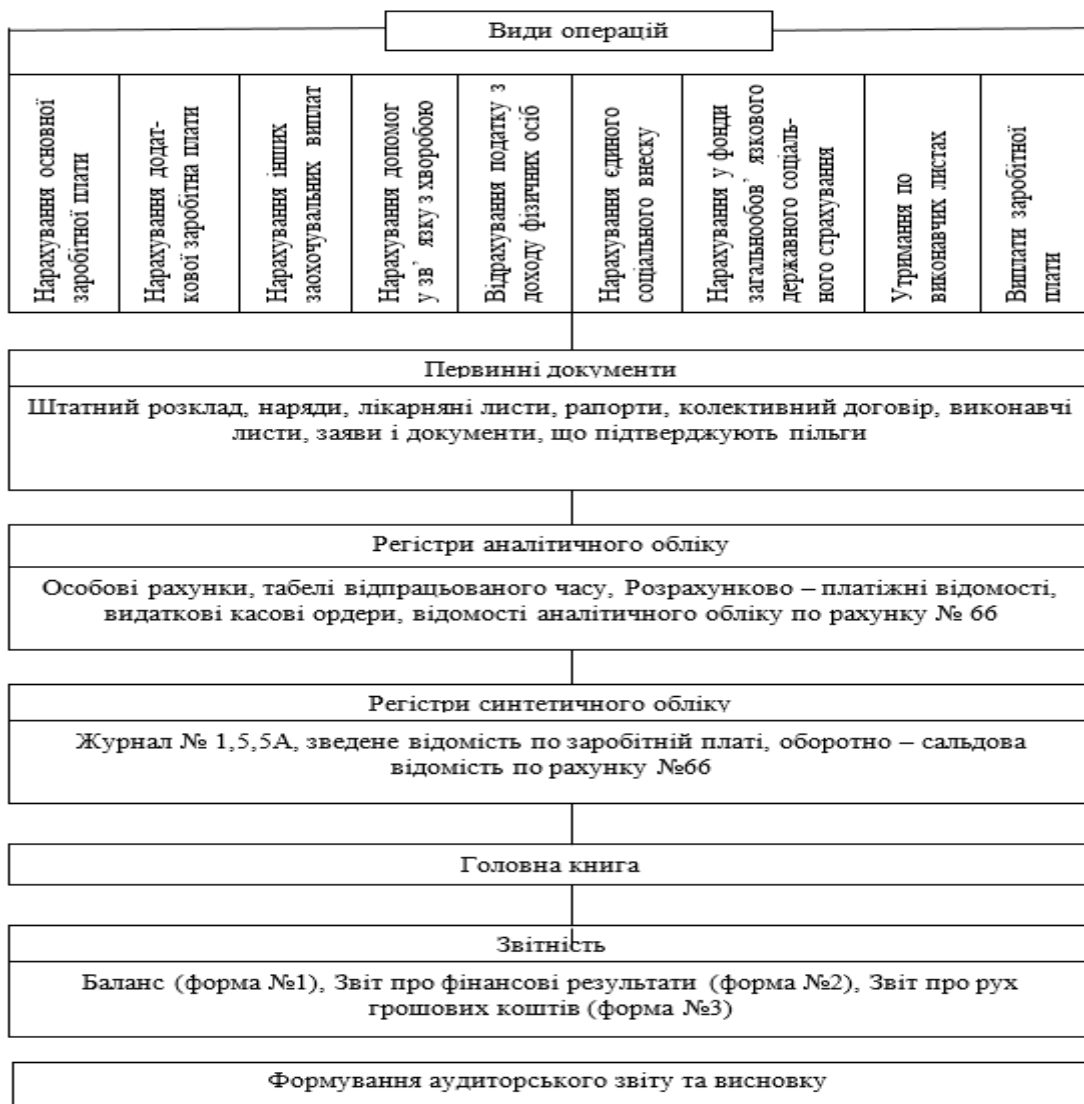 Види операцій
Нарахування основної
заробітної плати
Нарахування додат-
кової заробітна плати
Нарахування інших
заохочувальних виплат
Нарахування допомог
у зв’ язку з хворобою
Відрахування податку з
доходу фізичних осіб
Нарахування єдиного
соціального внеску
Нарахування у фонди
загальнообов’ язкового
державного соціаль-
ного страхування
Утримання по
виконавчих листах
Виплати заробітної
плати
Первинні документи
Штатний розклад, наряди, лікарняні листи, рапорти, колективний договір, виконавчі
листи, заяви і документи, що підтверджують пільги
Регістри аналітичного обліку
Особові рахунки, табелі відпрацьованого часу, Розрахунково – платіжні відомості,
видаткові касові ордери, відомості аналітичного обліку по рахунку № 66
Регістри синтетичного обліку
Журнал № 1,5,5А, зведене відомість по заробітній платі, оборотно – сальдова
відомість по рахунку №66
Головна книга
Звітність
Баланс (форма №1), Звіт про фінансові результати (форма №2), Звіт про рух
грошових коштів (форма №3)
Формування аудиторського звіту та висновку